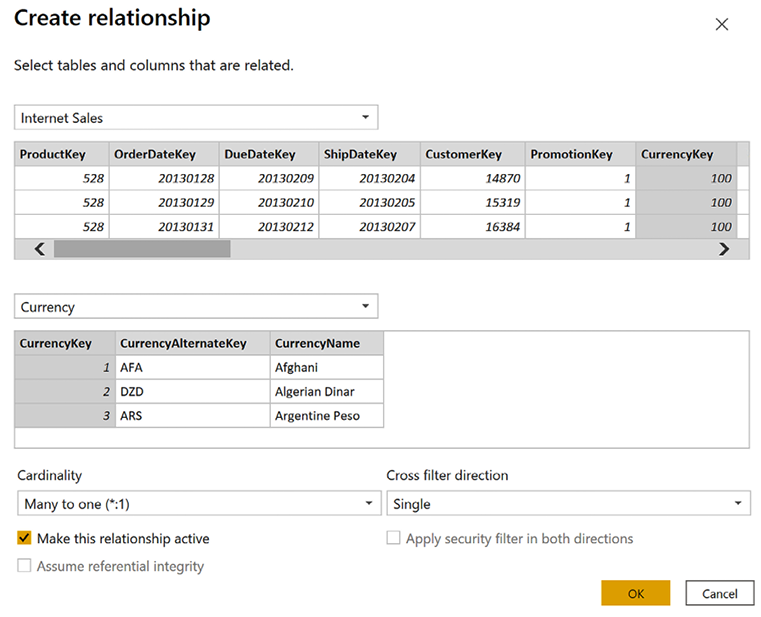 Create relationship
Select tables and columns that are related.
Internet Sales
ProductKey OrderDateKey DueDateKey ShipDateKey CustomerKey PromotionKey CurrencyKey
528 20130128 20130209 20130204 14870 1 100
528 20130129 20130210 20130205 15319 1 100
528 20130131 20130212 20130207 16384 1 100
Currency
CurrencyKey CurrencyAlternateKey CurrencyName
1 AFA Afghani
2 DZD Algerian Dinar
3 ARS Argentine Peso
Cardinality Cross filter direction
Many to one (*:1) Single
Make this relationship active Apply security filter in both directions
Assume referential integrity
OK Cancel